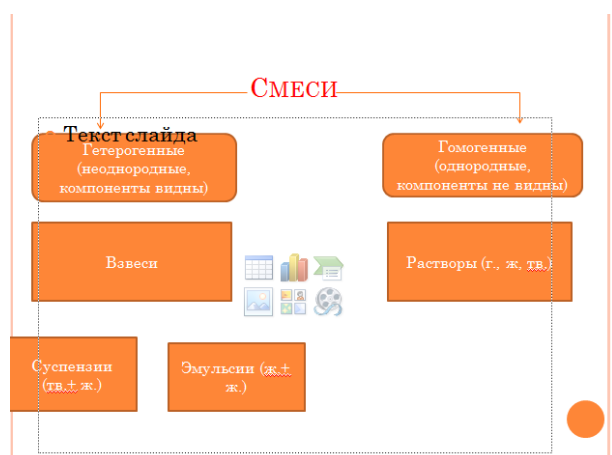 Смеси
Текст слайда
Гетерогенные
(неоднородные,
компоненты видны)
Гомогенные
(однородные,
компоненты не видны)
Взвеси
Растворы (г., ж, тв.)
Суспензии
(тв.+ ж.)
Эмульсии (ж.+
ж.)